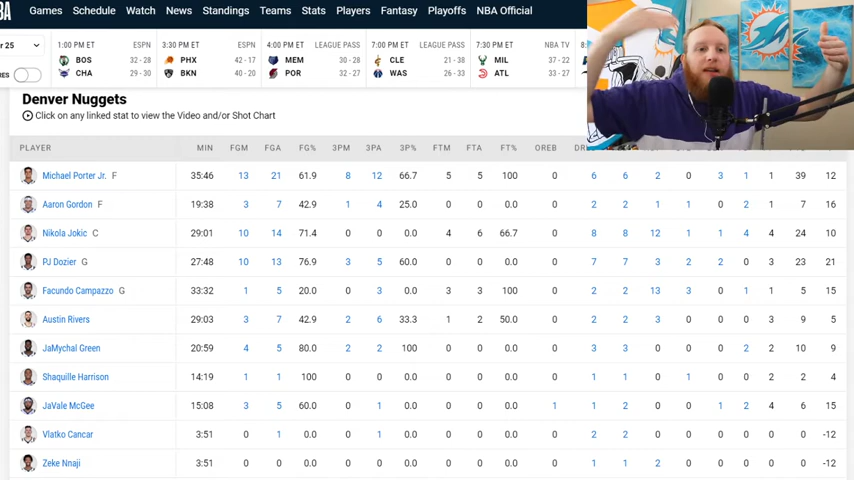 BA Games Schedule Watch News Standings Teams Stats Players Fantasy Playoffs NBA Official
r 25 1:00 PM ET ESPN 3:30 PM ET ESPN 4:00 PM ET LEAGUE PASS 7:00 PM ET LEAGUE PASS 7:30 PM ET NBA TV 8:
BOS 32 - 28 PHX 42 - 17 MEM 30 - 28 CLE 21 - 38 MIL 37 - 22
RES CHA 29 - 30 BKN 40 - 20 POR 32 - 27 WAS 26 - 33 ATL 33 - 27
Denver Nuggets
Click on any linked stat to view the Video and/or Shot Chart
PLAYER MIN FGM FGA FG% 3PM 3PA 3P% FTM FTA FT% OREB
Michael Porter Jr. F 35:46 13 21 61.9 8 12 66.7 5 5 100 0 6 6 2 0 3 1 1 39 12
Aaron Gordon F 19:38 3 7 42.9 1 4 25.0 0 0 0.0 0 2 2 1 1 0 2 1 7 16
Nikola Jokic C 29:01 10 14 71.4 0 0 0.0 4 6 66.7 0 8 8 12 1 1 4 4 24 10
PJ Dozier G 27:48 10 13 76.9 3 5 60.0 0 0 0.0 0 7 7 3 2 2 0 3 23 21
Facundo Campazzo G 33:32 1 5 20.0 0 3 0.0 3 3 100 0 2 2 13 3 0 1 1 5 15
Austin Rivers 29:03 3 7 42.9 2 6 33.3 1 2 50.0 0 2 2 3 0 0 0 3 9 5
JaMychal Green 20:59 4 5 80.0 2 2 100 0 0 0.0 0 3 3 0 0 0 2 2 10 9
Shaquille Harrison 14:19 1 1 100 0 0 0.0 0 0 0.0 0 1 1 0 1 0 0 2 2 4
JaVale McGee 15:08 3 5 60.0 0 1 0.0 0 0 0.0 1 1 2 0 0 1 2 4 6 15
Vlatko Cancar 3:51 0 1 0.0 0 1 0.0 0 0 0.0 0 2 2 0 0 0 0 0 0 -12
Zeke Nnaji 3:51 0 0 0.0 0 0 0.0 0 0 0.0 0 1 1 2 0 0 0 0 0 -12